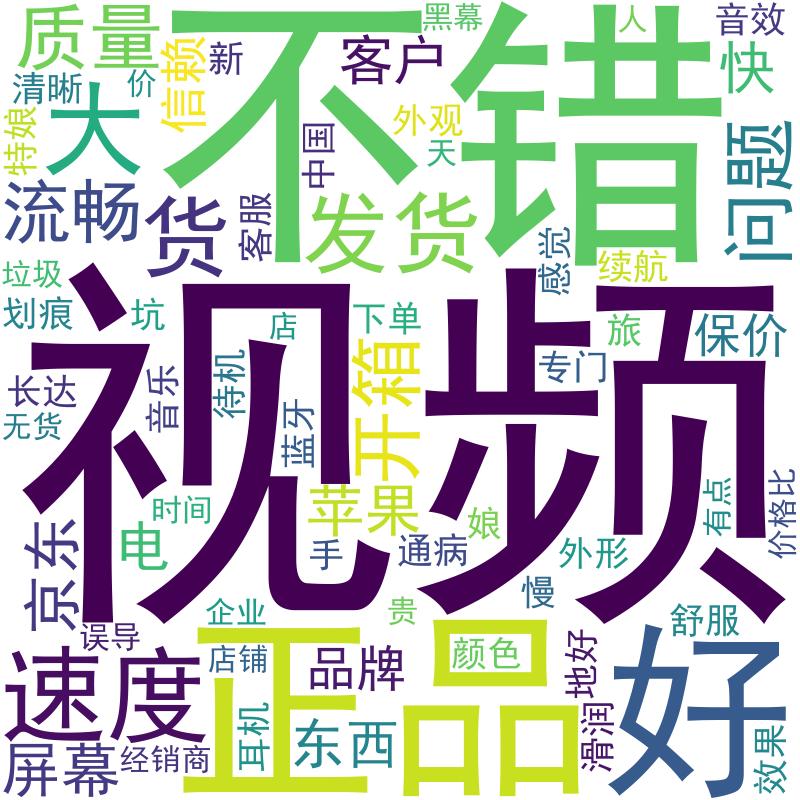 质量
不错
黑幕
人
音效
客户
快
新
信赖
清晰
价
大
外观
特娘
天
中国
问题
流畅
货
客服
发货
感觉
续航
垃圾
划痕
坑
店
下单
旅
保价
视频
专门
长达
音乐
待机
开箱
蓝牙
无货
苹果
有点
价格比
时间
娘
京东
电
手
通病
外形
慢
企业
贵
舒服
误导
速度
正品
店铺
品牌
颜色
地好
好
耳机
东西
滑润
效果
屏幕
经销商